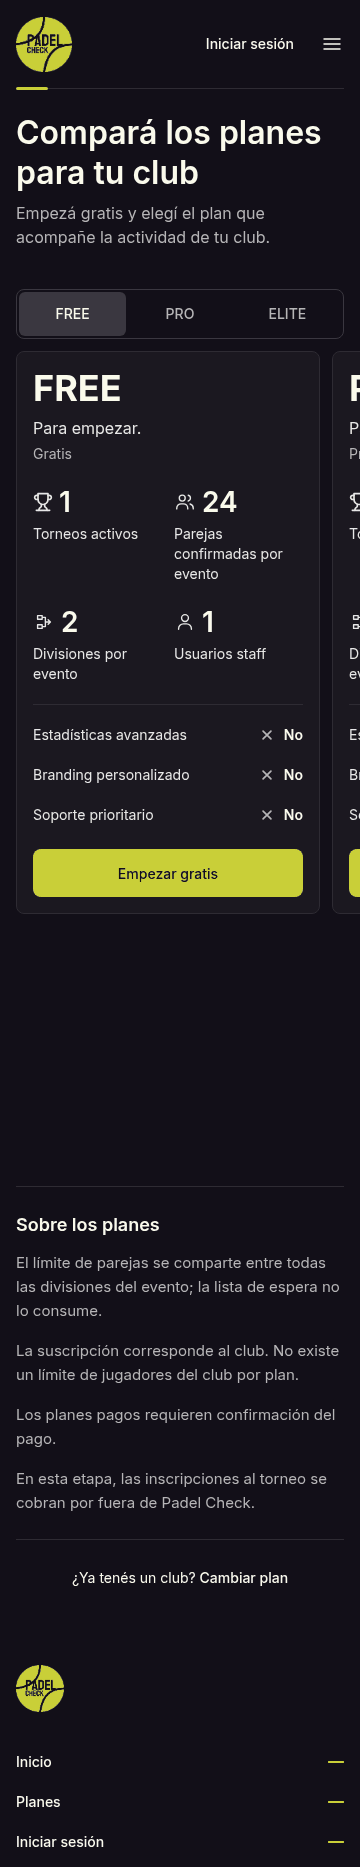 PADEL
CHECK
Iniciar sesión
Compará los planes
para tu club
Empezá gratis y elegí el plan que
acompañe la actividad de tu club.
FREE PRO ELITE
FREE
Para empezar.
Gratis
1
Torneos activos
24
Parejas
confirmadas por
evento
2
Divisiones por
evento
1
Usuarios staff
Estadísticas avanzadas No
Branding personalizado No
Soporte prioritario No
Empezar gratis
Sobre los planes
El límite de parejas se comparte entre todas
las divisiones del evento; la lista de espera no
lo consume.
La suscripción corresponde al club. No existe
un límite de jugadores del club por plan.
Los planes pagos requieren confirmación del
pago.
En esta etapa, las inscripciones al torneo se
cobran por fuera de Padel Check.
¿Ya tenés un club? Cambiar plan
PADEL
CHECK
Inicio
Planes
Iniciar sesión